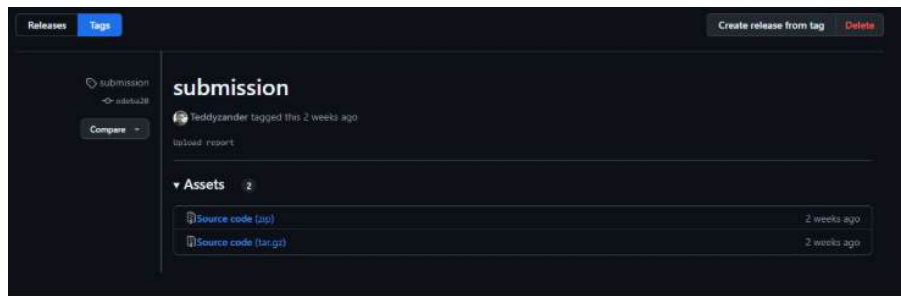 Releases Tags
Create release from tag Delete
submission
Compare
submission
Teddyzander tagged this 2 weeks ago
Upload report
Assets 2
Source code (zip) 2 weeks ago
Source code (tar.gz) 2 weeks ago